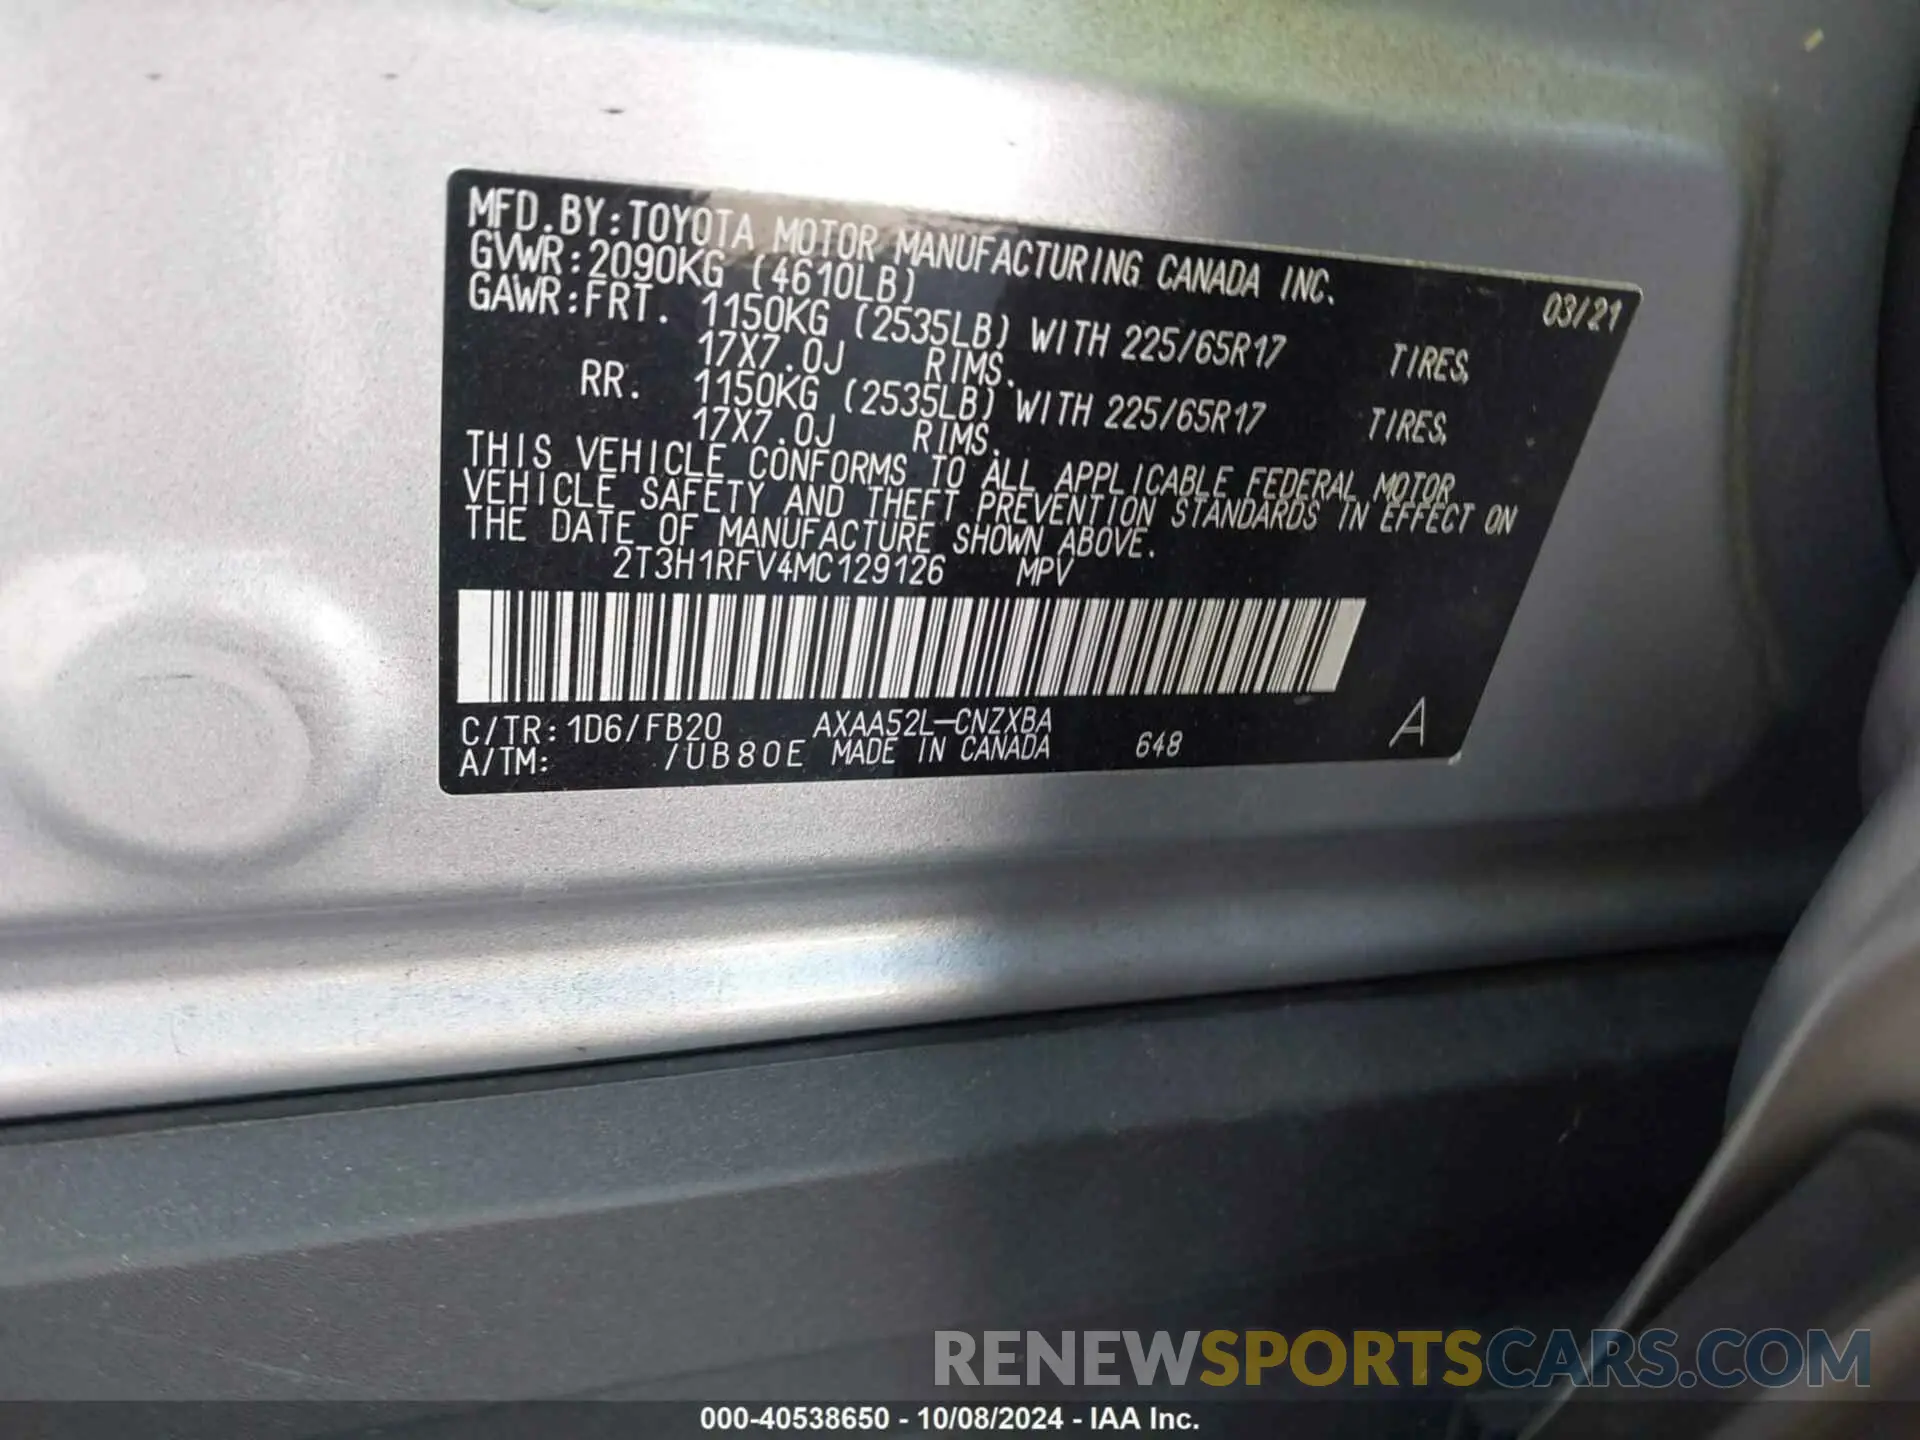 MFD.BY:TOYOTA MOTOR MANUFACTURING CANADA INC. 03/21
GVWR:2090KG (4610LB)
GAWR:FRT. 1150KG (2535LB) WITH 225/65R17 TIRES,
17X7.0J RIMS.
RR. 1150KG (2535LB) WITH 225/65R17 TIRES,
17X7.0J RIMS.
THIS VEHICLE CONFORMS TO ALL APPLICABLE FEDERAL MOTOR
VEHICLE SAFETY AND THEFT PREVENTION STANDARDS IN EFFECT ON
THE DATE OF MANUFACTURE SHOWN ABOVE.
2T3H1RFV4MC129126 MPV
C/TR:1D6/FB20 AXAA52L-CNZXBA
A/TM: /UB80E MADE IN CANADA 648 A
RENEWSPORTSCARS.COM
000-40538650 - 10/08/2024 - IAA Inc.